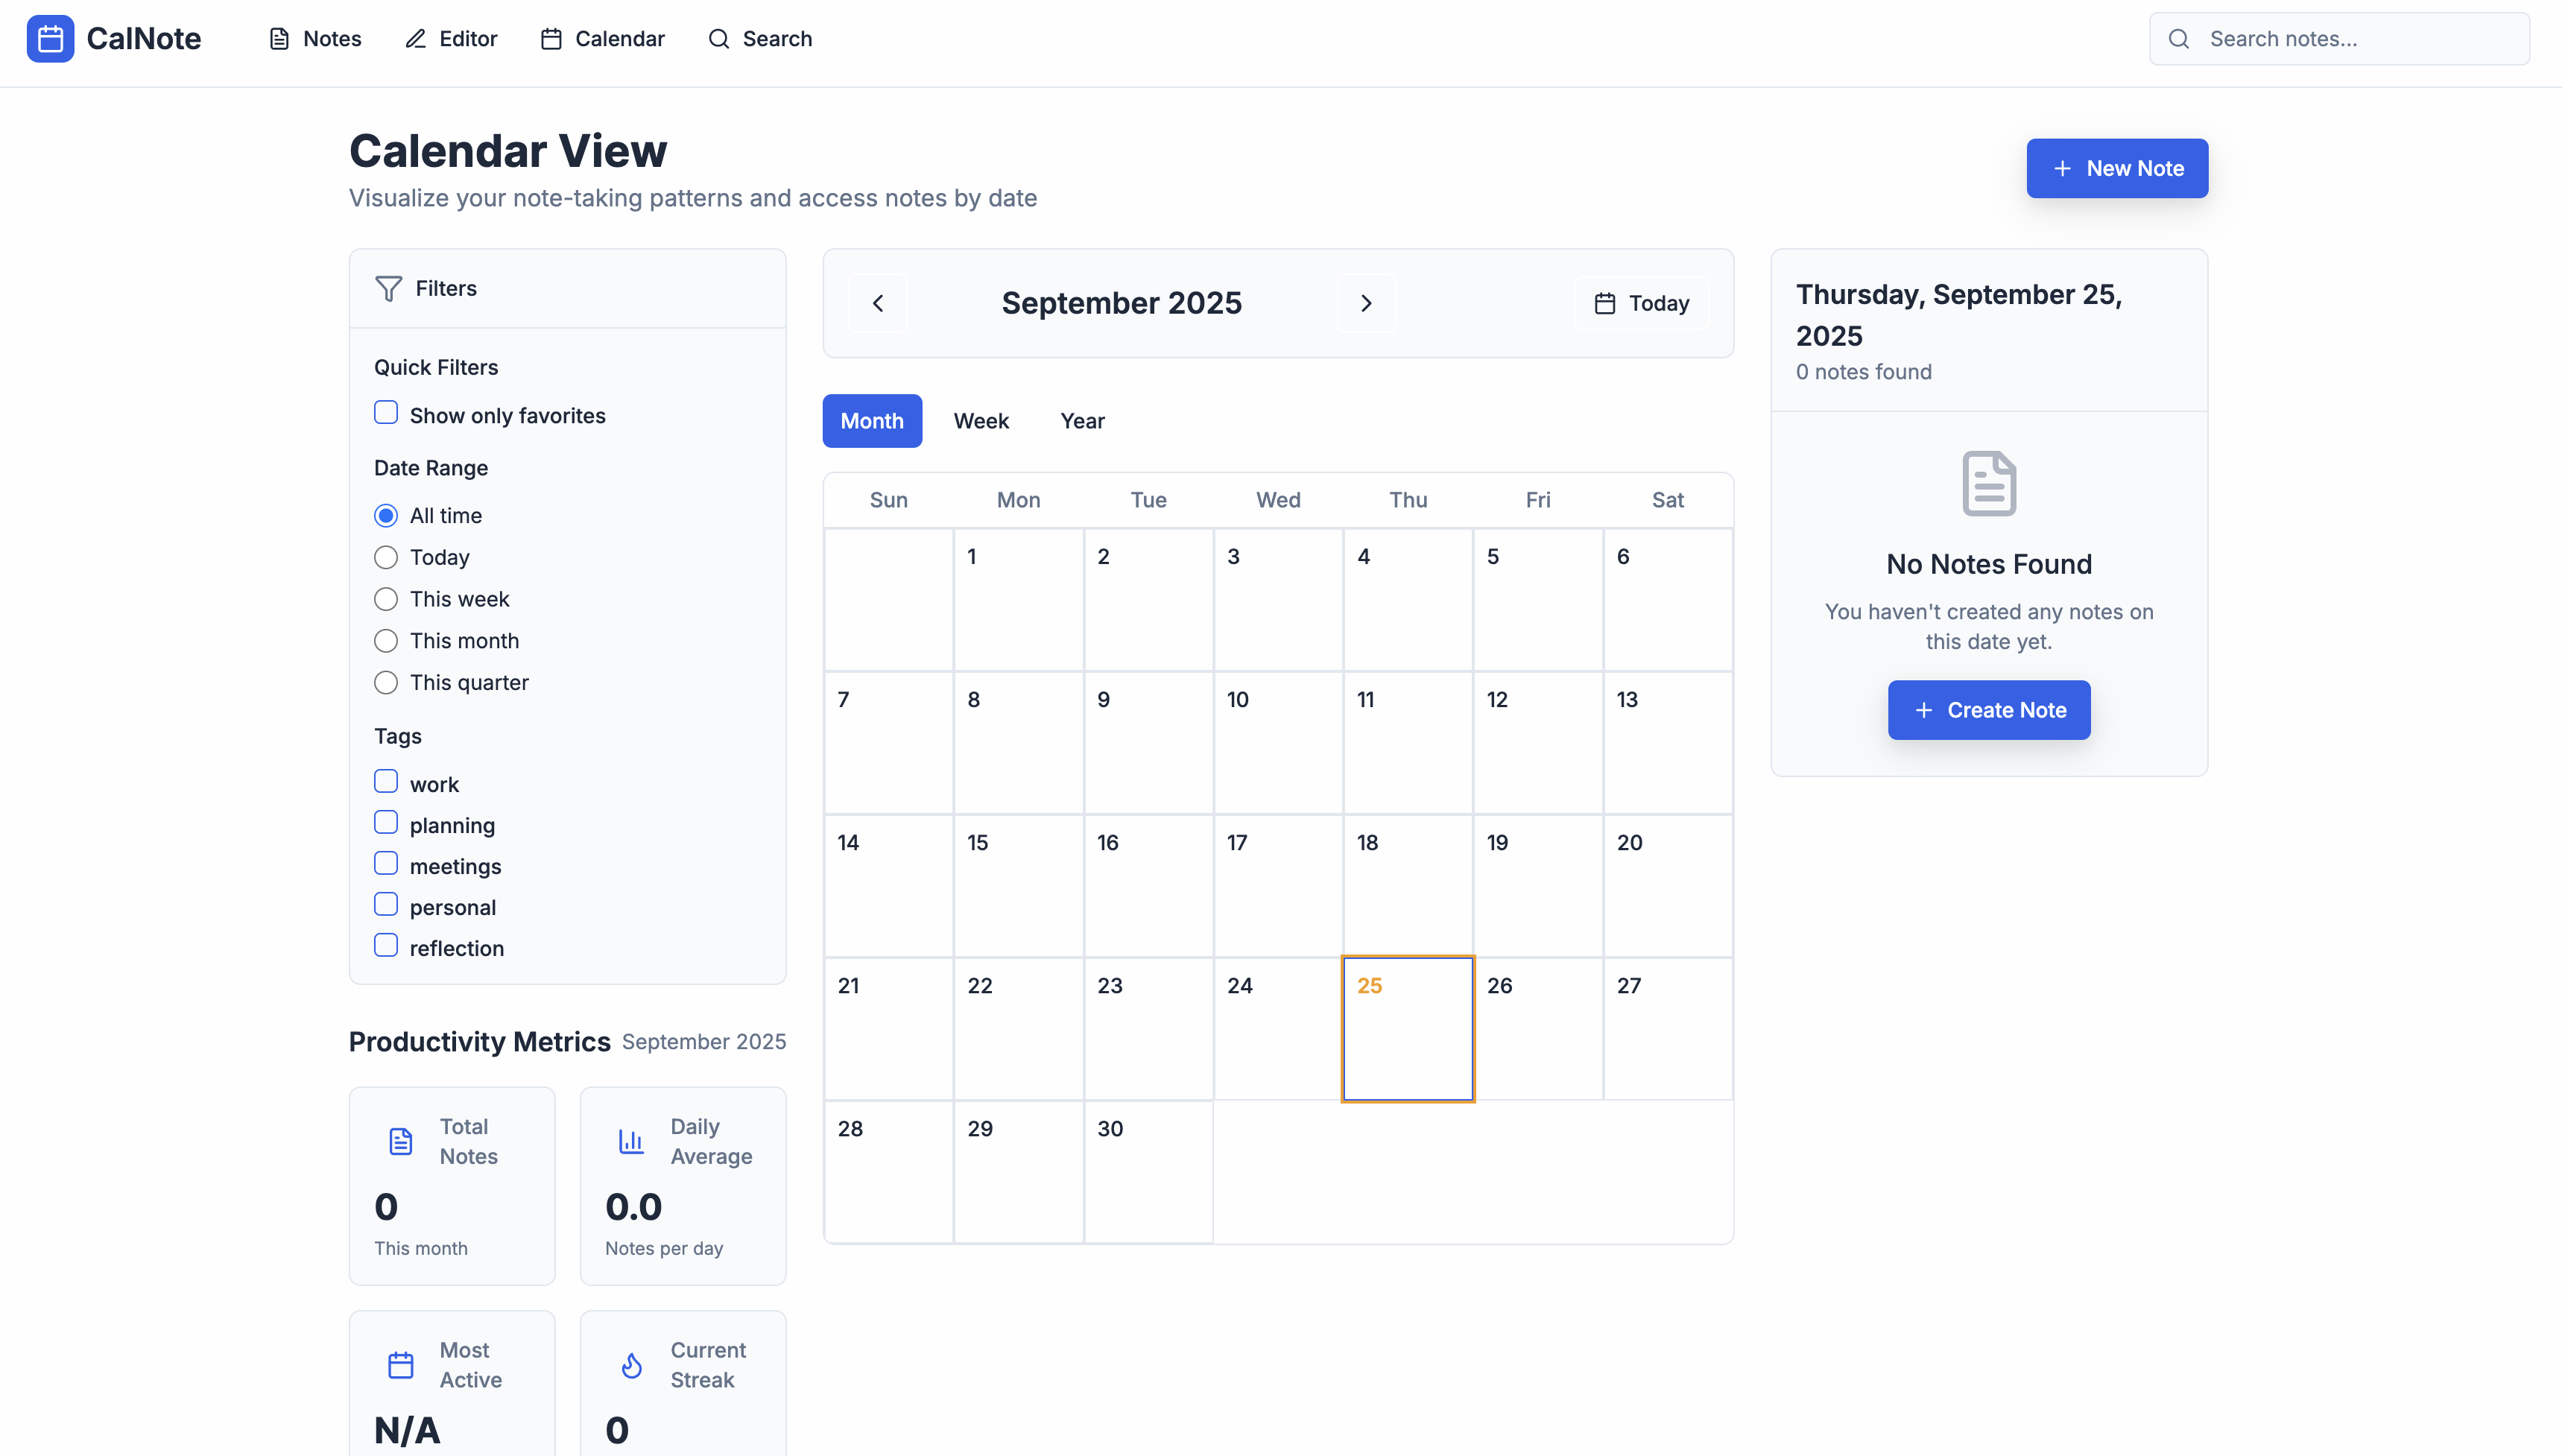 CalNote
Notes
Editor
Calendar
Search
Search notes...
Calendar View
Visualize your note-taking patterns and access notes by date
New Note
Filters
Quick Filters
Show only favorites
Date Range
All time
Today
This week
This month
This quarter
Tags
work
planning
meetings
personal
reflection
Productivity Metrics September 2025
Total
Notes
0
This month
Daily
Average
0.0
Notes per day
Most
Active
N/A
Current
Streak
0
September 2025
Today
Month Week Year
Sun Mon Tue Wed Thu Fri Sat
1 2 3 4 5 6
7 8 9 10 11 12 13
14 15 16 17 18 19 20
21 22 23 24 25 26 27
28 29 30
Thursday, September 25,
2025
0 notes found
No Notes Found
You haven't created any notes on
this date yet.
Create Note